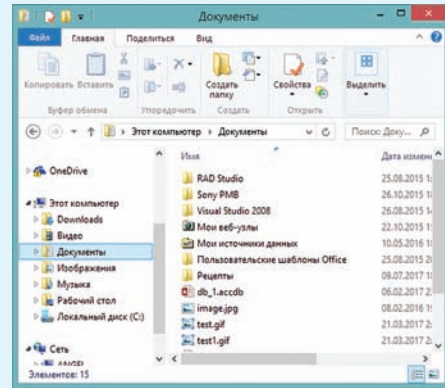 Документы
Файл Главная Поделиться Вид
Копировать Вставить Создать папку Свойства Выделить
Буфер обмена Упорядочить Создать Открыть
Этот компьютер Документы Поиск: Доку...
Имя Дата измене
OneDrive
Этот компьютер
Downloads
Видео
Документы
Изображения
Музыка
Рабочий стол
Локальный диск (C:)
Сеть
ANGEL
RAD Studio 25.08.2015 1
Sony PMB 26.10.2015 1
Visual Studio 2008 26.08.2015 1
Мои веб-узлы 22.10.2015 1
Мои источники данных 10.05.2016 1
Пользовательские шаблоны Office 25.08.2015 2
Рецепты 09.07.2017 1
db_1.accdb 06.02.2017 2
image.jpg 08.02.2016 1
test.gif 21.03.2017 2
test1.gif 21.03.2017 2
Элементов: 15